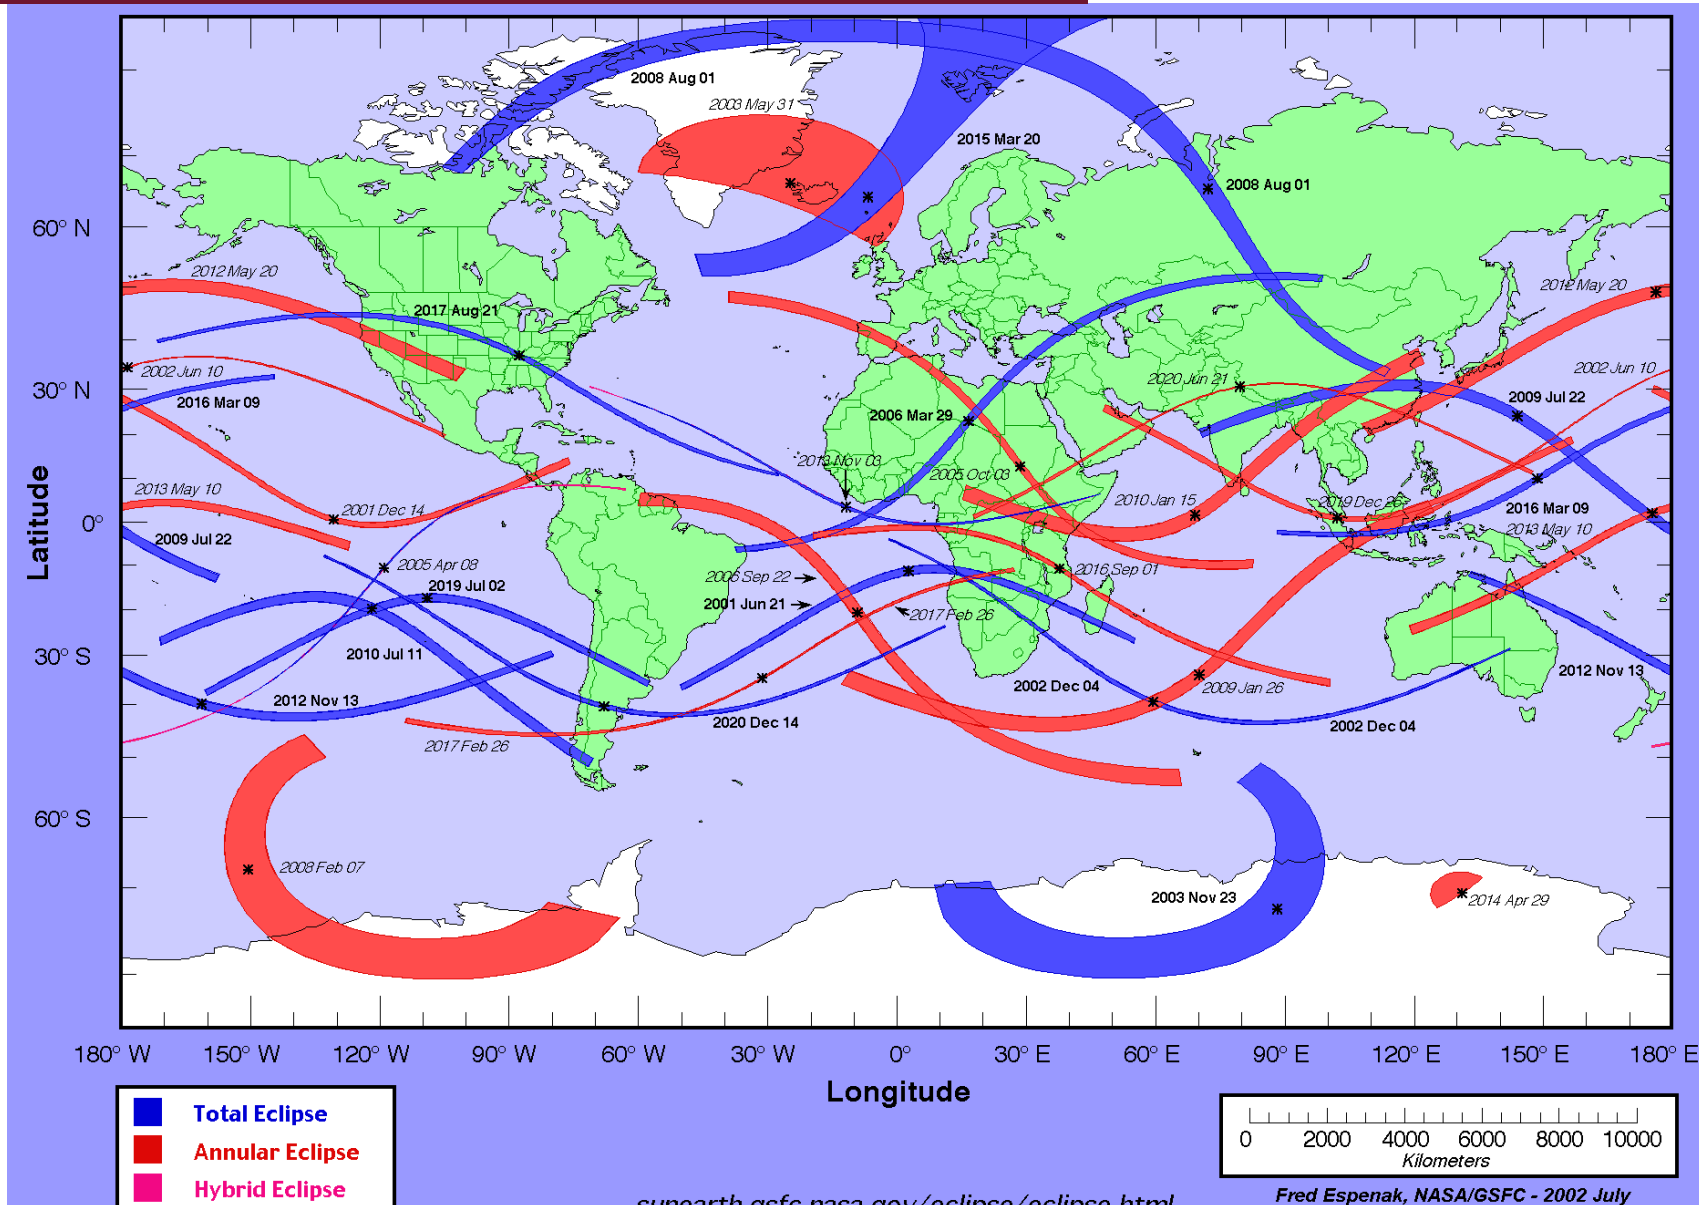 2008 Aug 01
2003 May 31
2015 Mar 20
2008 Aug 01
60° N
2012 May 20
2012 May 20
2017 Aug 21
2002 Jun 10
2002 Jun 10
2020 Jun 21
30° N
2016 Mar 09
2009 Jul 22
2006 Mar 29
2013 Nov 03
2005 Oct 03
2013 May 10
2010 Jan 15
2019 Dec 26
2001 Dec 14
2016 Mar 09
0°
2013 May 10
2009 Jul 22
Latitude
2005 Apr 08
2016 Sep 01
2006 Sep 22
2019 Jul 02
2001 Jun 21
2017 Feb 26
30° S
2010 Jul 11
2012 Nov 13
2002 Dec 04
2009 Jan 26
2012 Nov 13
2020 Dec 14
2002 Dec 04
2017 Feb 26
60° S
2008 Feb 07
2003 Nov 23
2014 Apr 29
180° W 150° W 120° W 90° W 60° W 30° W 0° 30° E 60° E 90° E 120° E 150° E 180° E
Longitude
Total Eclipse
Annular Eclipse
Hybrid Eclipse
0 2000 4000 6000 8000 10000
Kilometers
sunearth.gsfc.nasa.gov/eclipse/eclipse.html
Fred Espenak, NASA/GSFC - 2002 July